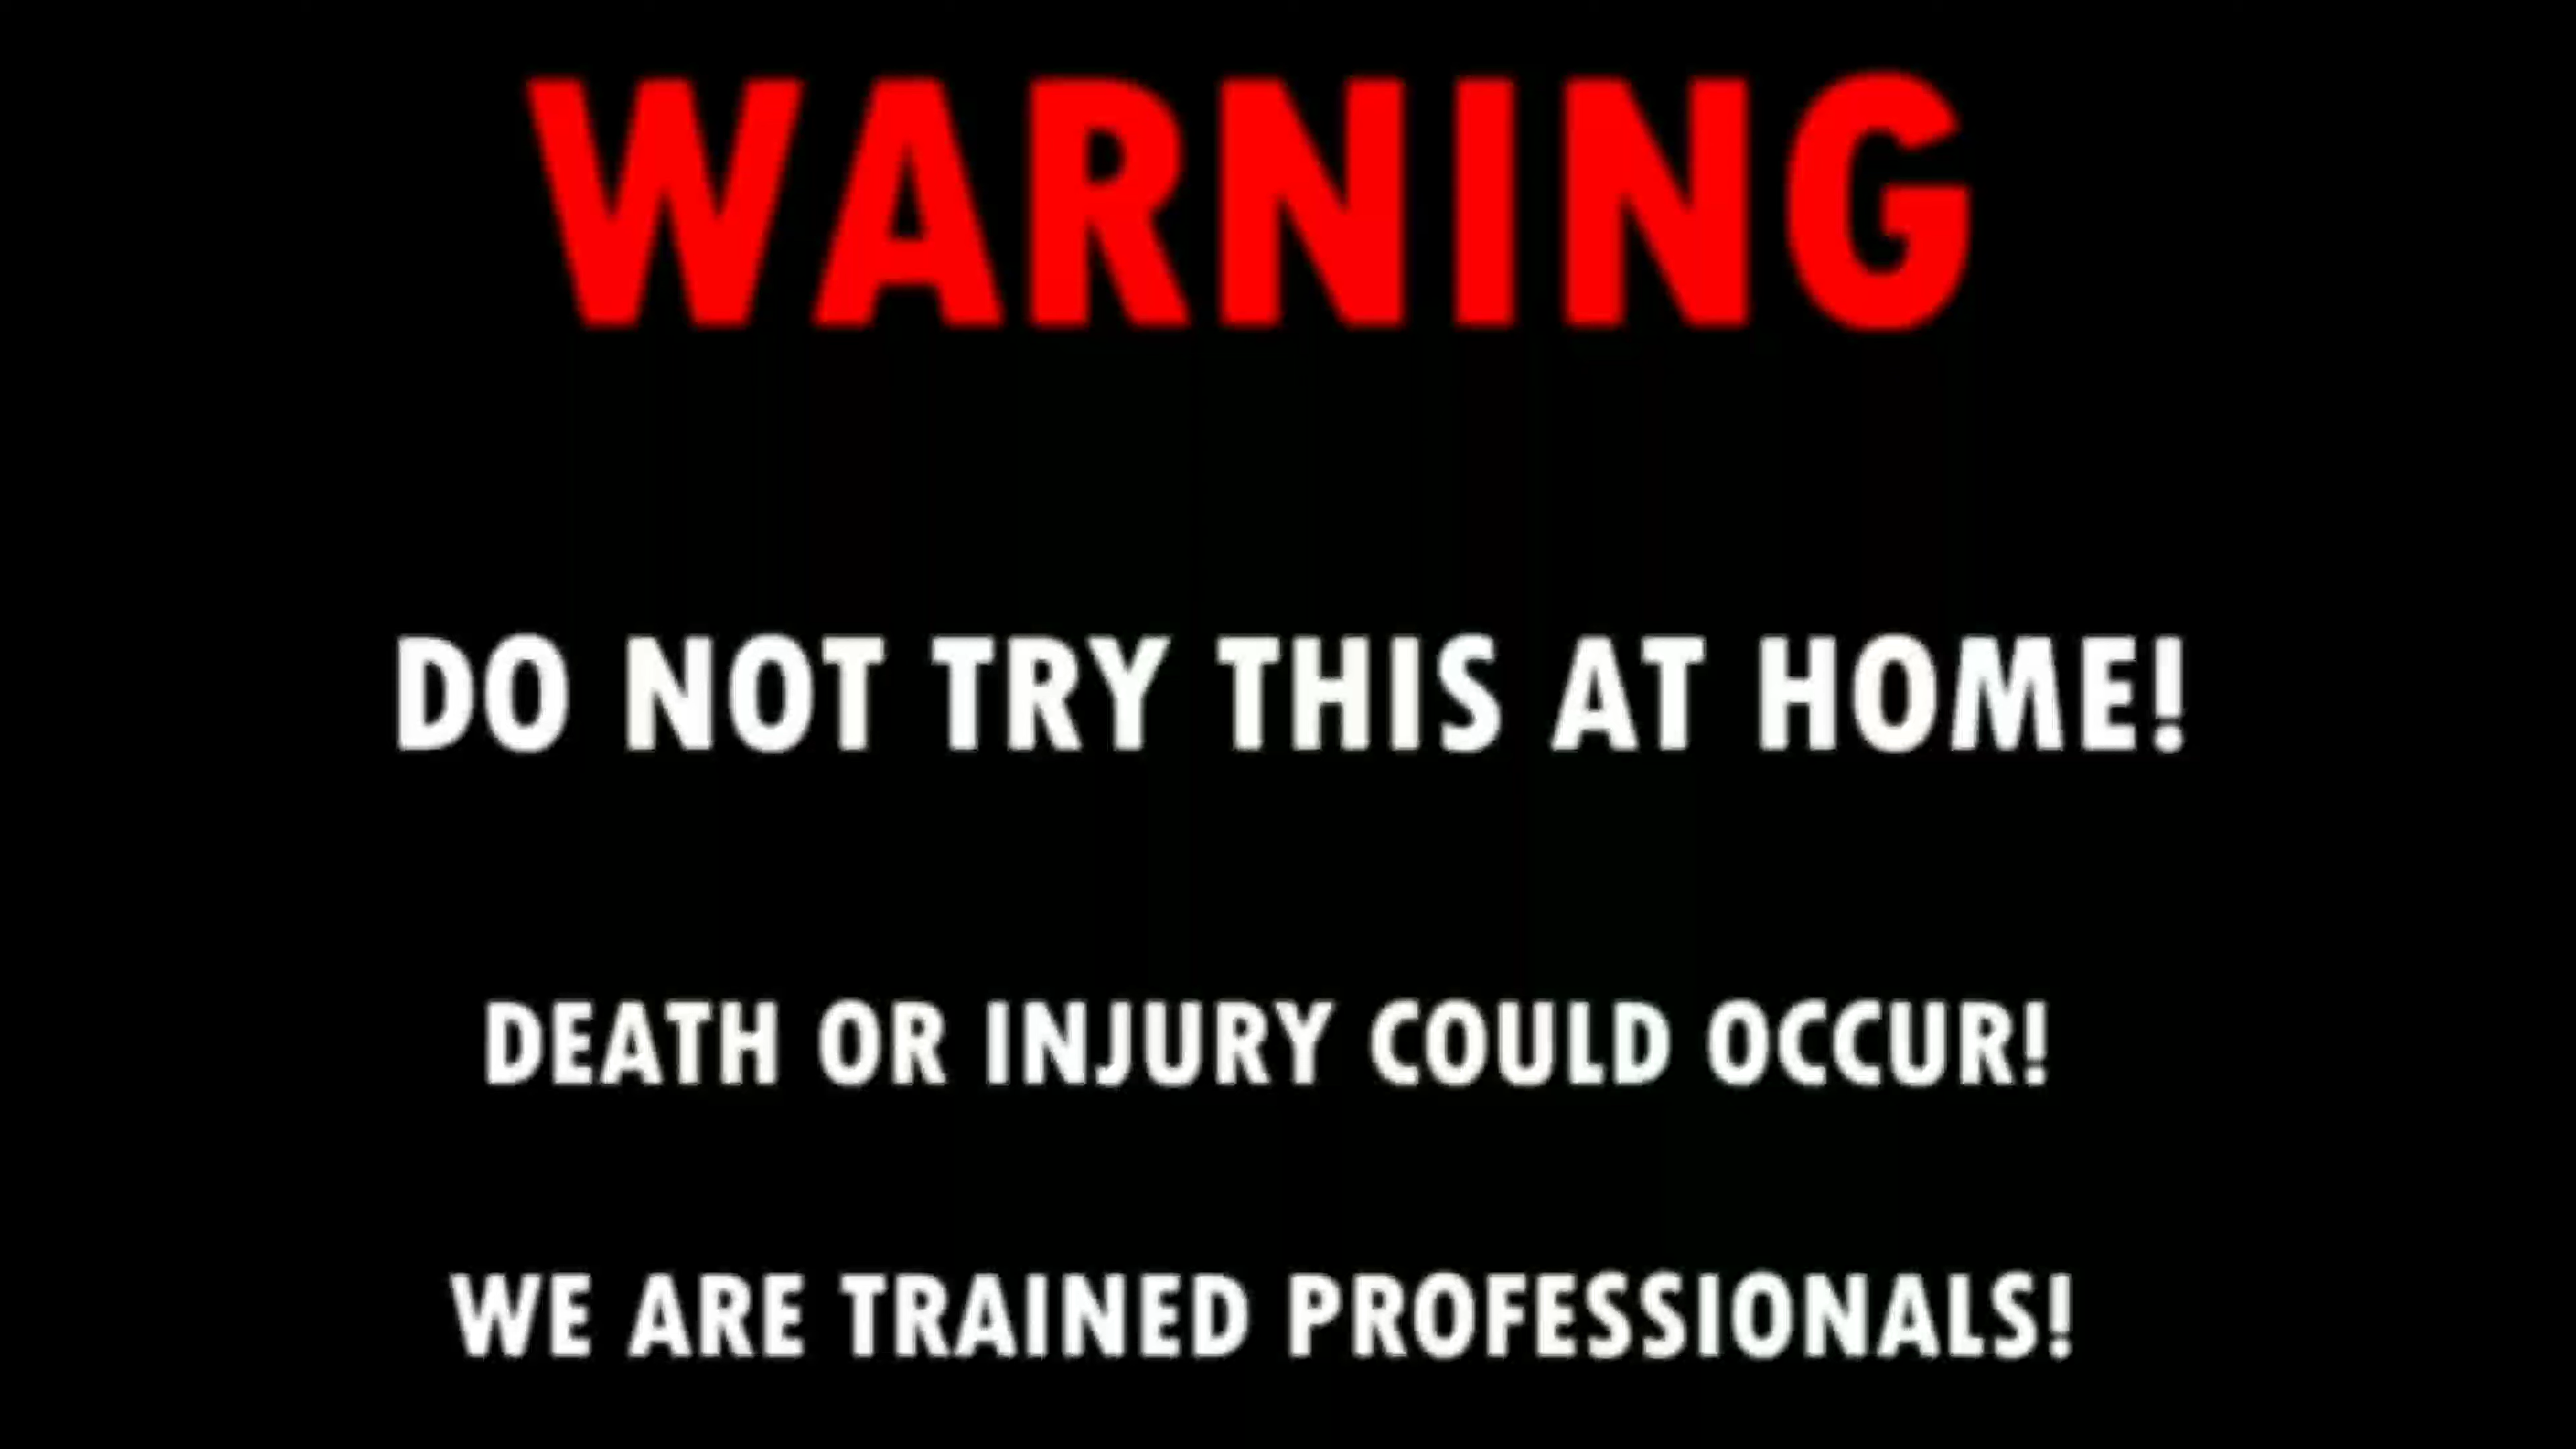 WARNING
DO NOT TRY THIS AT HOME!
DEATH OR INJURY COULD OCCUR!
WE ARE TRAINED PROFESSIONALS!